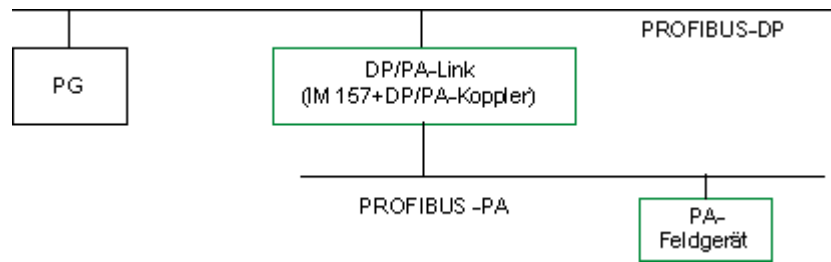 PROFIBUS-DP
PG
DP/PA-Link
(IM 157+DP/PA-Koppler)
PROFIBUS -PA
PA-
Feldgerät